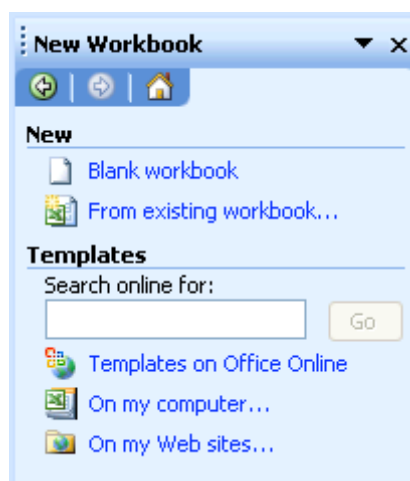 New Workbook
New
Blank workbook
From existing workbook...
Templates
Search online for:
Go
Templates on Office Online
On my computer...
On my Web sites...